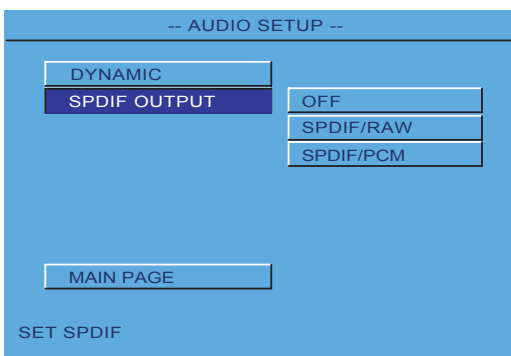 -- AUDIO SETUP --
DYNAMIC
SPDIF OUTPUT
OFF
SPDIF/RAW
SPDIF/PCM
MAIN PAGE
SET SPDIF